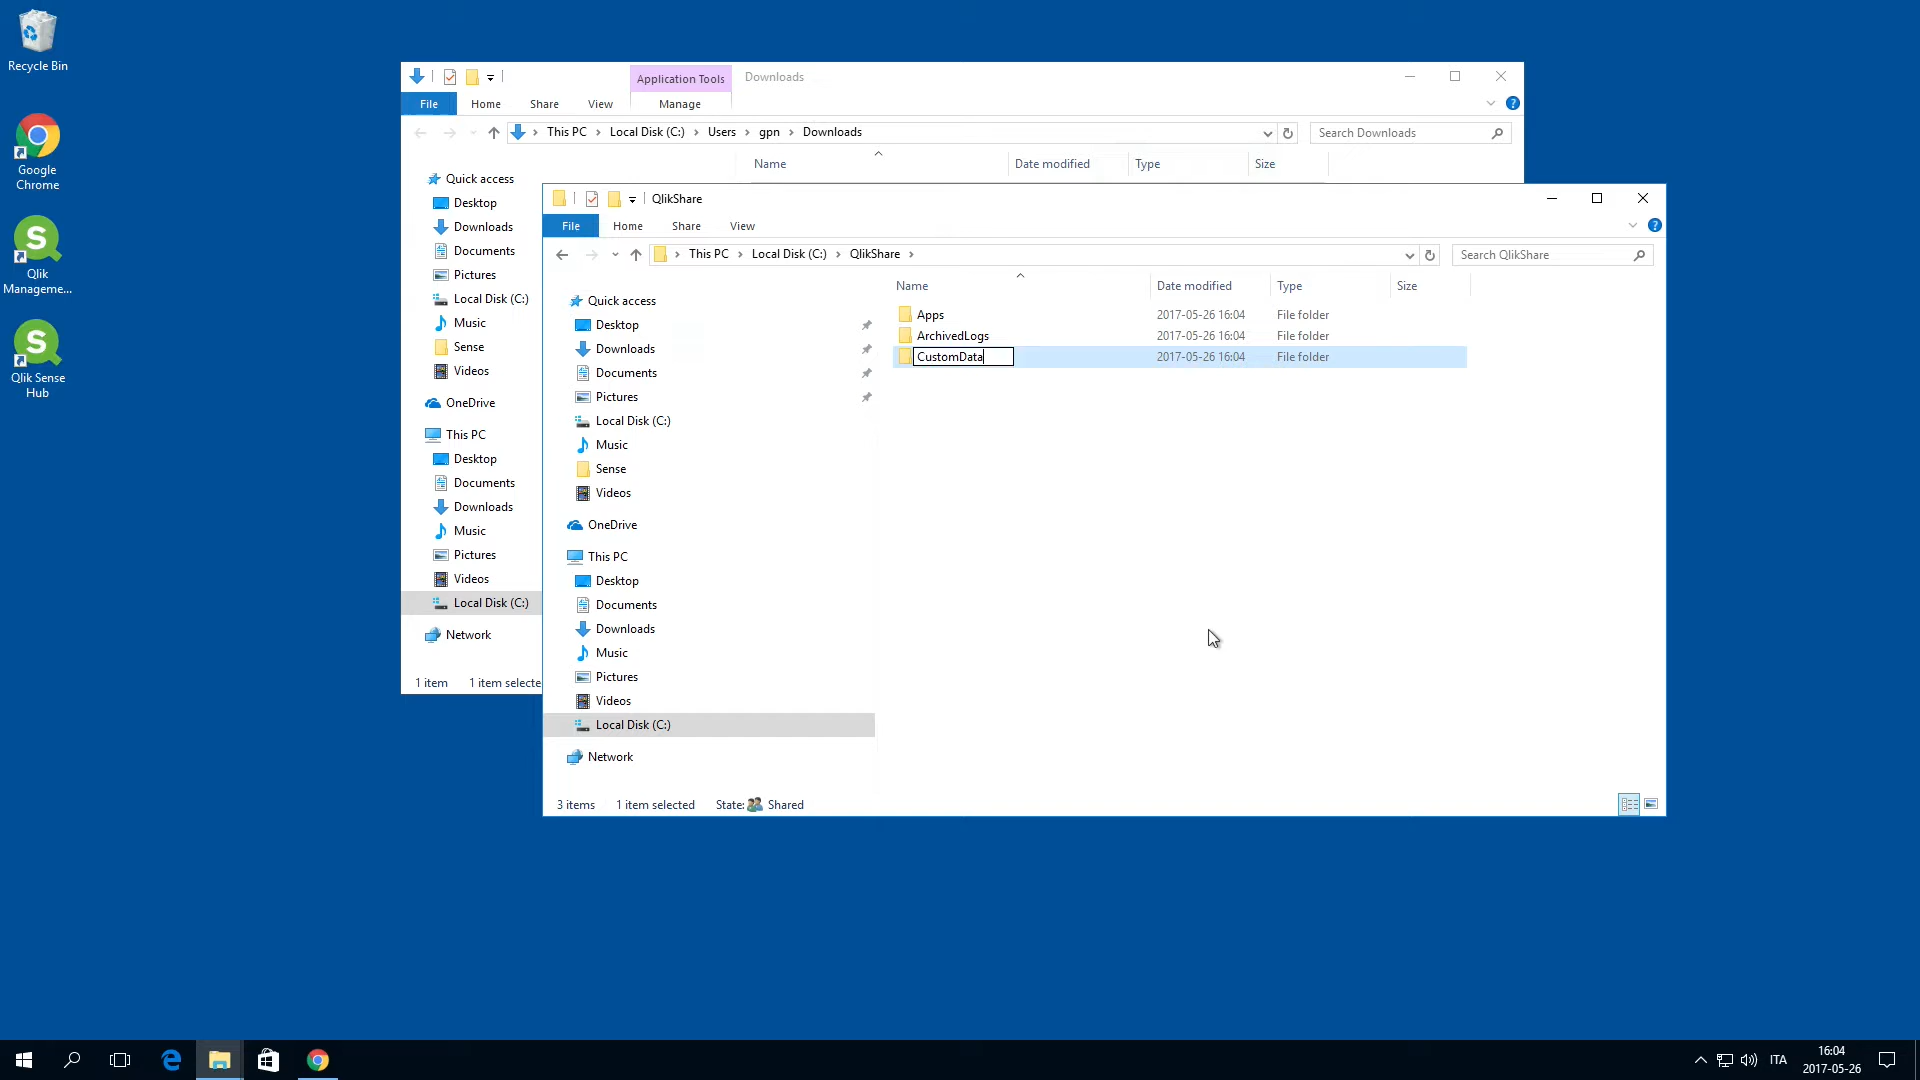 Recycle Bin
Google
Chrome
Qlik
Manageme...
Qlik Sense
Hub
Application Tools
Downloads
File
Home
Share
View
Manage
This PC
Local Disk (C:)
Users
gpn
Downloads
Search Downloads
Name
Date modified
Type
Size
Quick access
Desktop
Downloads
Documents
Pictures
Local Disk (C:)
Music
Sense
Videos
OneDrive
This PC
Desktop
Documents
Downloads
Music
Pictures
Videos
Local Disk (C:)
Network
1 item
1 item selecte
QlikShare
File
Home
Share
View
This PC
Local Disk (C:)
QlikShare
Search QlikShare
Name
Date modified
Type
Size
Apps
2017-05-26 16:04
File folder
ArchivedLogs
2017-05-26 16:04
File folder
CustomData
2017-05-26 16:04
File folder
Quick access
Desktop
Downloads
Documents
Pictures
Local Disk (C:)
Music
Sense
Videos
OneDrive
This PC
Desktop
Documents
Downloads
Music
Pictures
Videos
Local Disk (C:)
Network
3 items
1 item selected
State:
Shared
ITA
16:04
2017-05-26